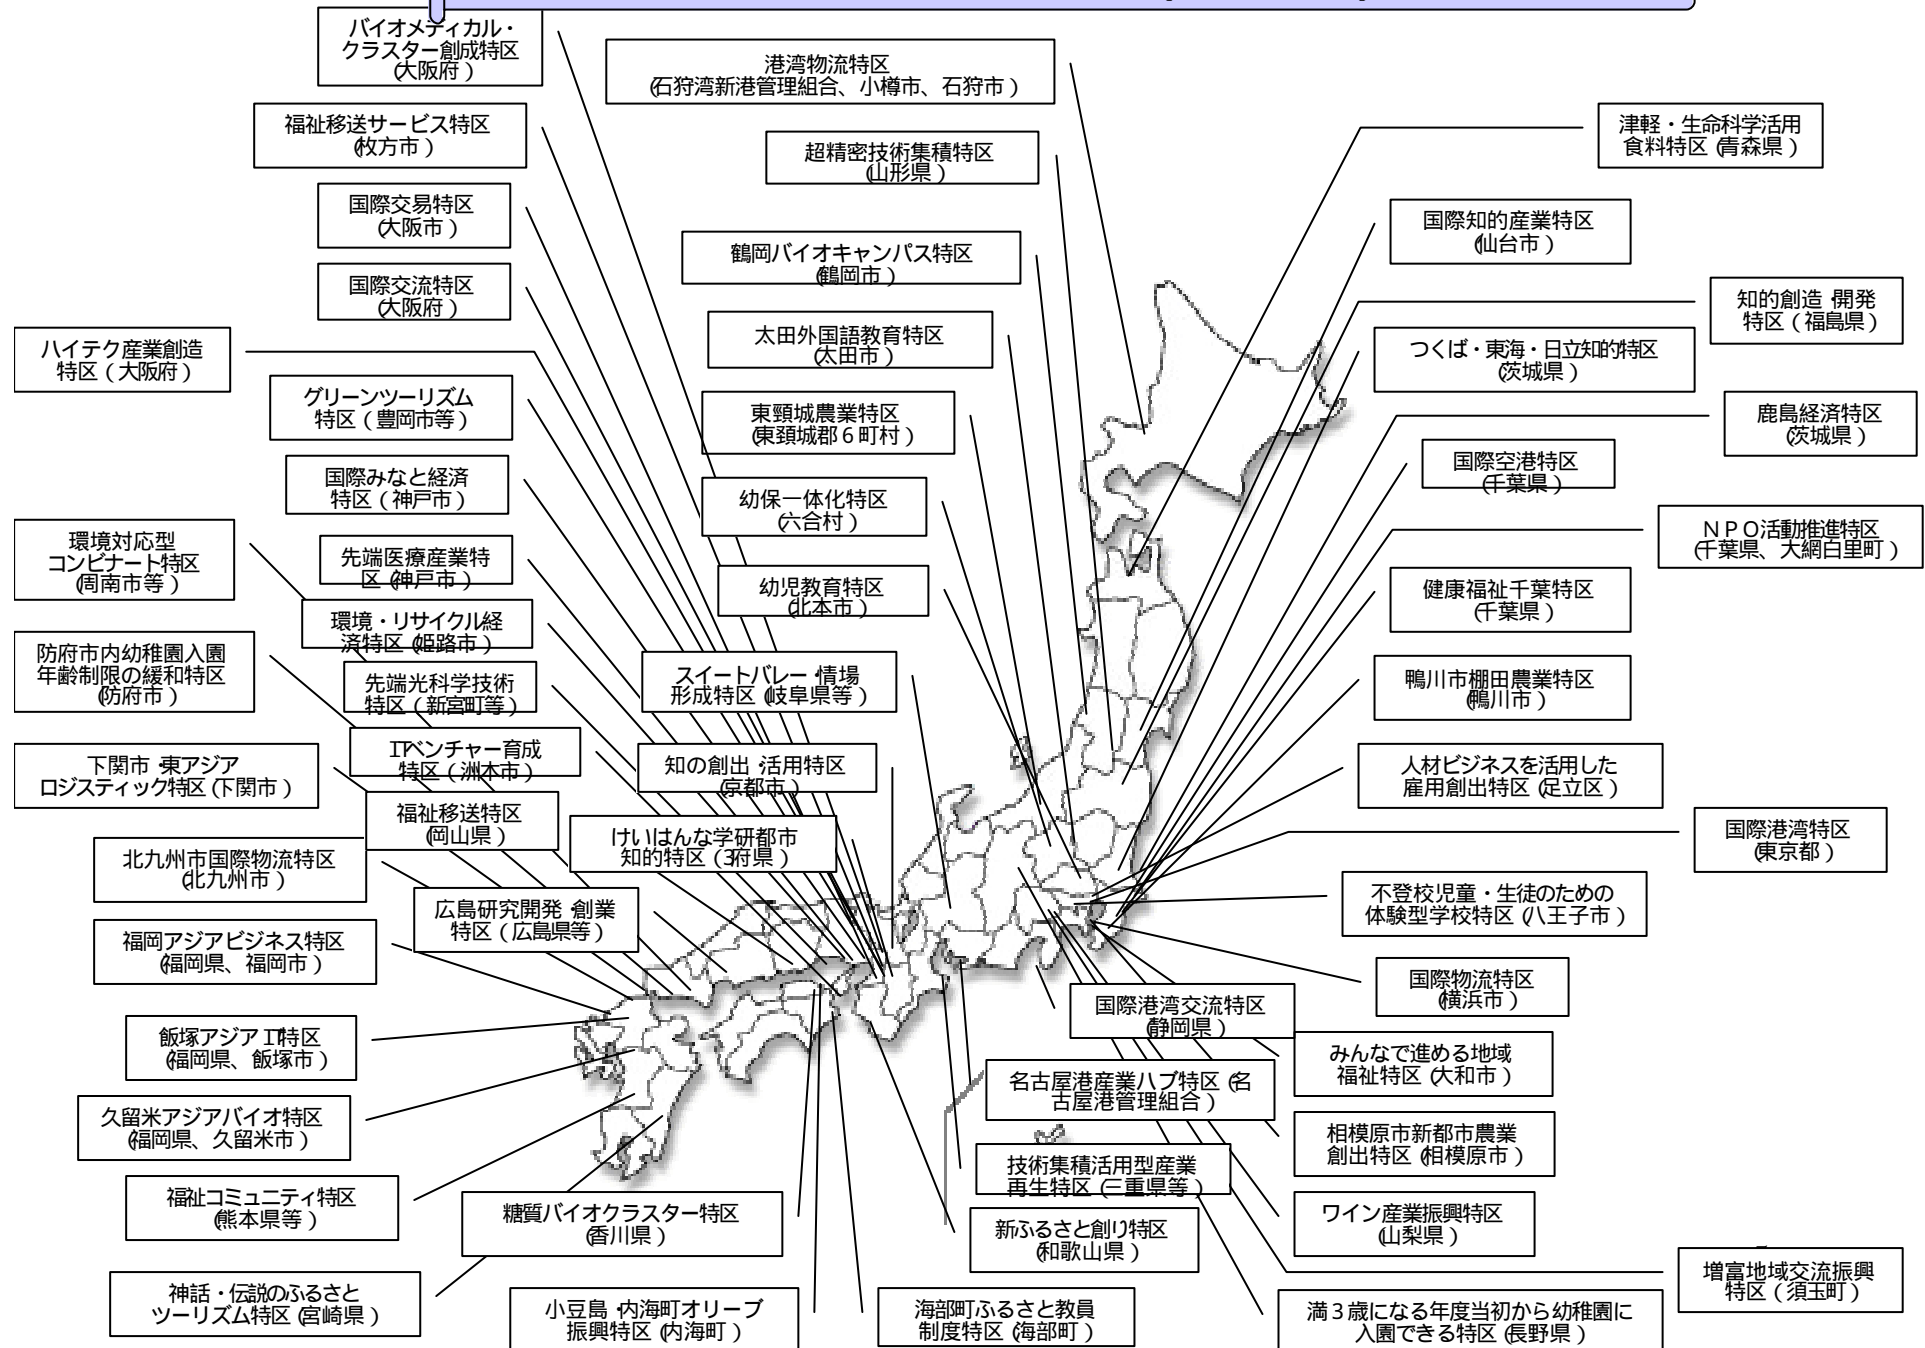 バイオメディカル・
クラスター創成特区
(大阪府)
港湾物流特区
(石狩湾新港管理組合、小樽市、石狩市)
福祉移送サービス特区
(枚方市)
超精密技術集積特区
(山形県)
津軽・生命科学活用
食料特区(青森県)
国際交易特区
(大阪市)
国際知的産業特区
(仙台市)
鶴岡バイオキャンパス特区
(鶴岡市)
国際交流特区
(大阪府)
知的創造・開発
特区(福島県)
太田外国語教育特区
(太田市)
ハイテク産業創造
特区(大阪府)
つくば・東海・日立知的特区
(茨城県)
グリーンツーリズム
特区(豊岡市等)
東頸城農業特区
(東頚城郡6町村)
鹿島経済特区
(茨城県)
国際みなと経済
特区(神戸市)
国際空港特区
(千葉県)
幼保一体化特区
(六合村)
環境対応型
コンビナート特区
(周南市等)
NPO活動推進特区
(千葉県、大網白里町)
先端医療産業特
区(神戸市)
幼児教育特区
(北本市)
健康福祉千葉特区
(千葉県)
環境・リサイクル経
済特区(姫路市)
防府市内幼稚園入園
年齢制限の緩和特区
(防府市)
スイートバレー・情場
形成特区(岐阜県等)
先端光科学技術
特区(新宮町等)
鴨川市棚田農業特区
(鴨川市)
ITベンチャー育成
特区(洲本市)
下関市・東アジア
ロジスティック特区(下関市)
知の創出・活用特区
(京都市)
人材ビジネスを活用した
雇用創出特区(足立区)
福祉移送特区
(岡山県)
けいはんな学研都市
知的特区(3府県)
国際港湾特区
(東京都)
北九州市国際物流特区
(北九州市)
不登校児童・生徒のための
体験型学校特区(八王子市)
広島研究開発・創業
特区(広島県等)
福岡アジアビジネス特区
(福岡県、福岡市)
国際物流特区
(横浜市)
国際港湾交流特区
(静岡県)
飯塚アジアIT特区
(福岡県、飯塚市)
みんなで進める地域
福祉特区(大和市)
名古屋港産業ハブ特区(名
古屋港管理組合)
久留米アジアバイオ特区
(福岡県、久留米市)
相模原市新都市農業
創出特区(相模原市)
技術集積活用型産業
再生特区(三重県等)
福祉コミュニティ特区
(熊本県等)
糖質バイオクラスター特区
(香川県)
新ふるさと創り特区
(和歌山県)
ワイン産業振興特区
(山梨県)
増富地域交流振興
特区(須玉町)
神話・伝説のふるさと
ツーリズム特区(宮崎県)
小豆島・内海町オリーブ
振興特区(内海町)
海部町ふるさと教員
制度特区(海部町)
満3歳になる年度当初から幼稚園に
入園できる特区(長野県)